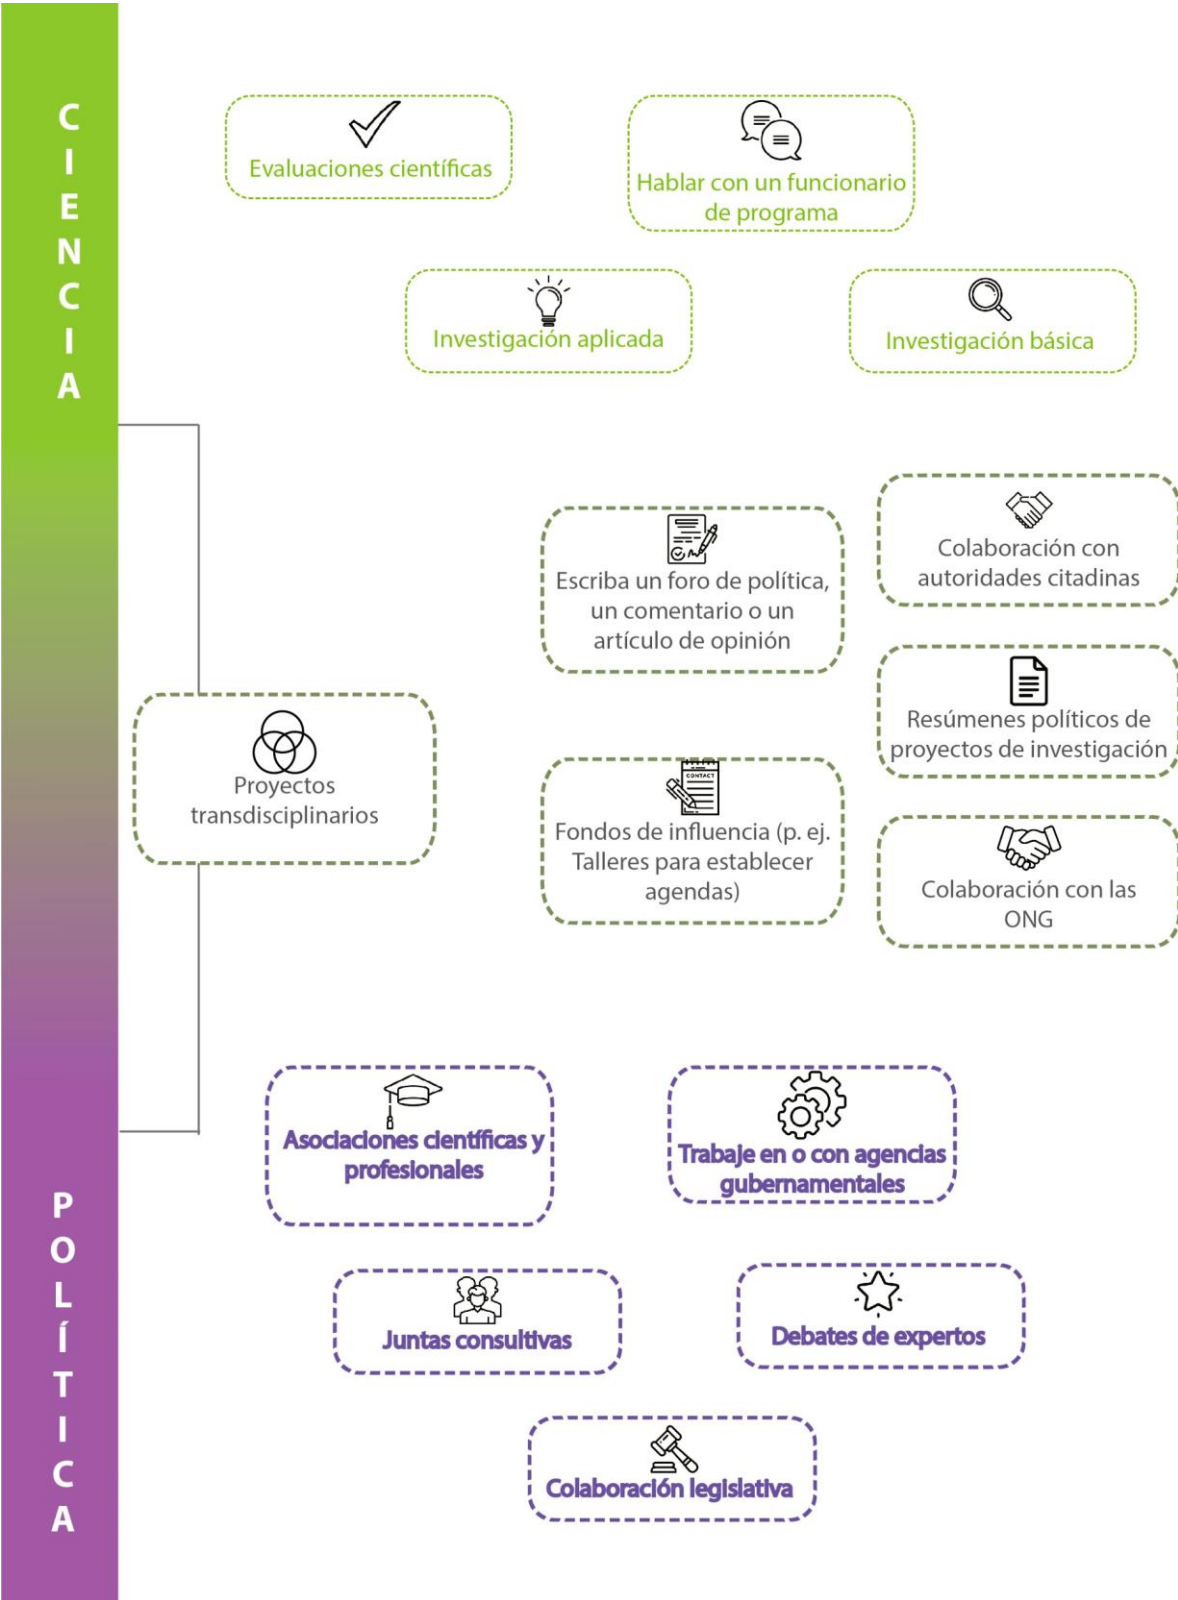 CIENCIA
Evaluaciones científicas
Hablar con un funcionario
de programa
Investigación aplicada
Investigación básica
Escriba un foro de política,
un comentario o un
artículo de opinión
Colaboración con
autoridades citadinas
Resúmenes políticos de
proyectos de investigación
Proyectos
transdisciplinarios
CONTACT
Fondos de influencia (p. ej.
Talleres para establecer
agendas)
Colaboración con las
ONG
POLÍTICA
Asociaciones científicas y
profesionales
Trabaje en o con agencias
gubernamentales
Juntas consultivas
Debates de expertos
Colaboración legislativa